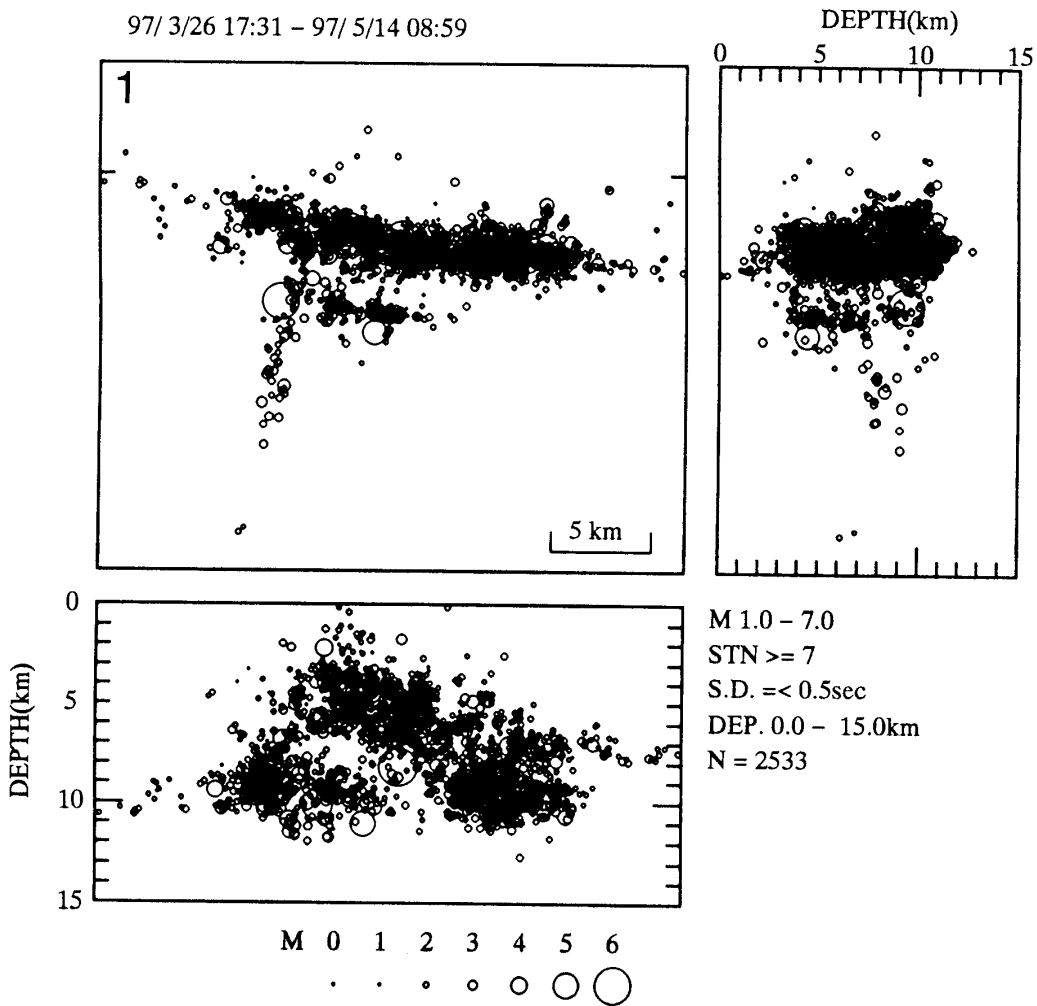 97/ 3/26 17:31 – 97/ 5/14 08:59
DEPTH(km)
0 5 10 15
1
5 km
0
5
10
15
DEPTH(km)
M 1.0 – 7.0
STN >= 7
S.D. =< 0.5sec
DEP. 0.0 – 15.0km
N = 2533
M 0 1 2 3 4 5 6